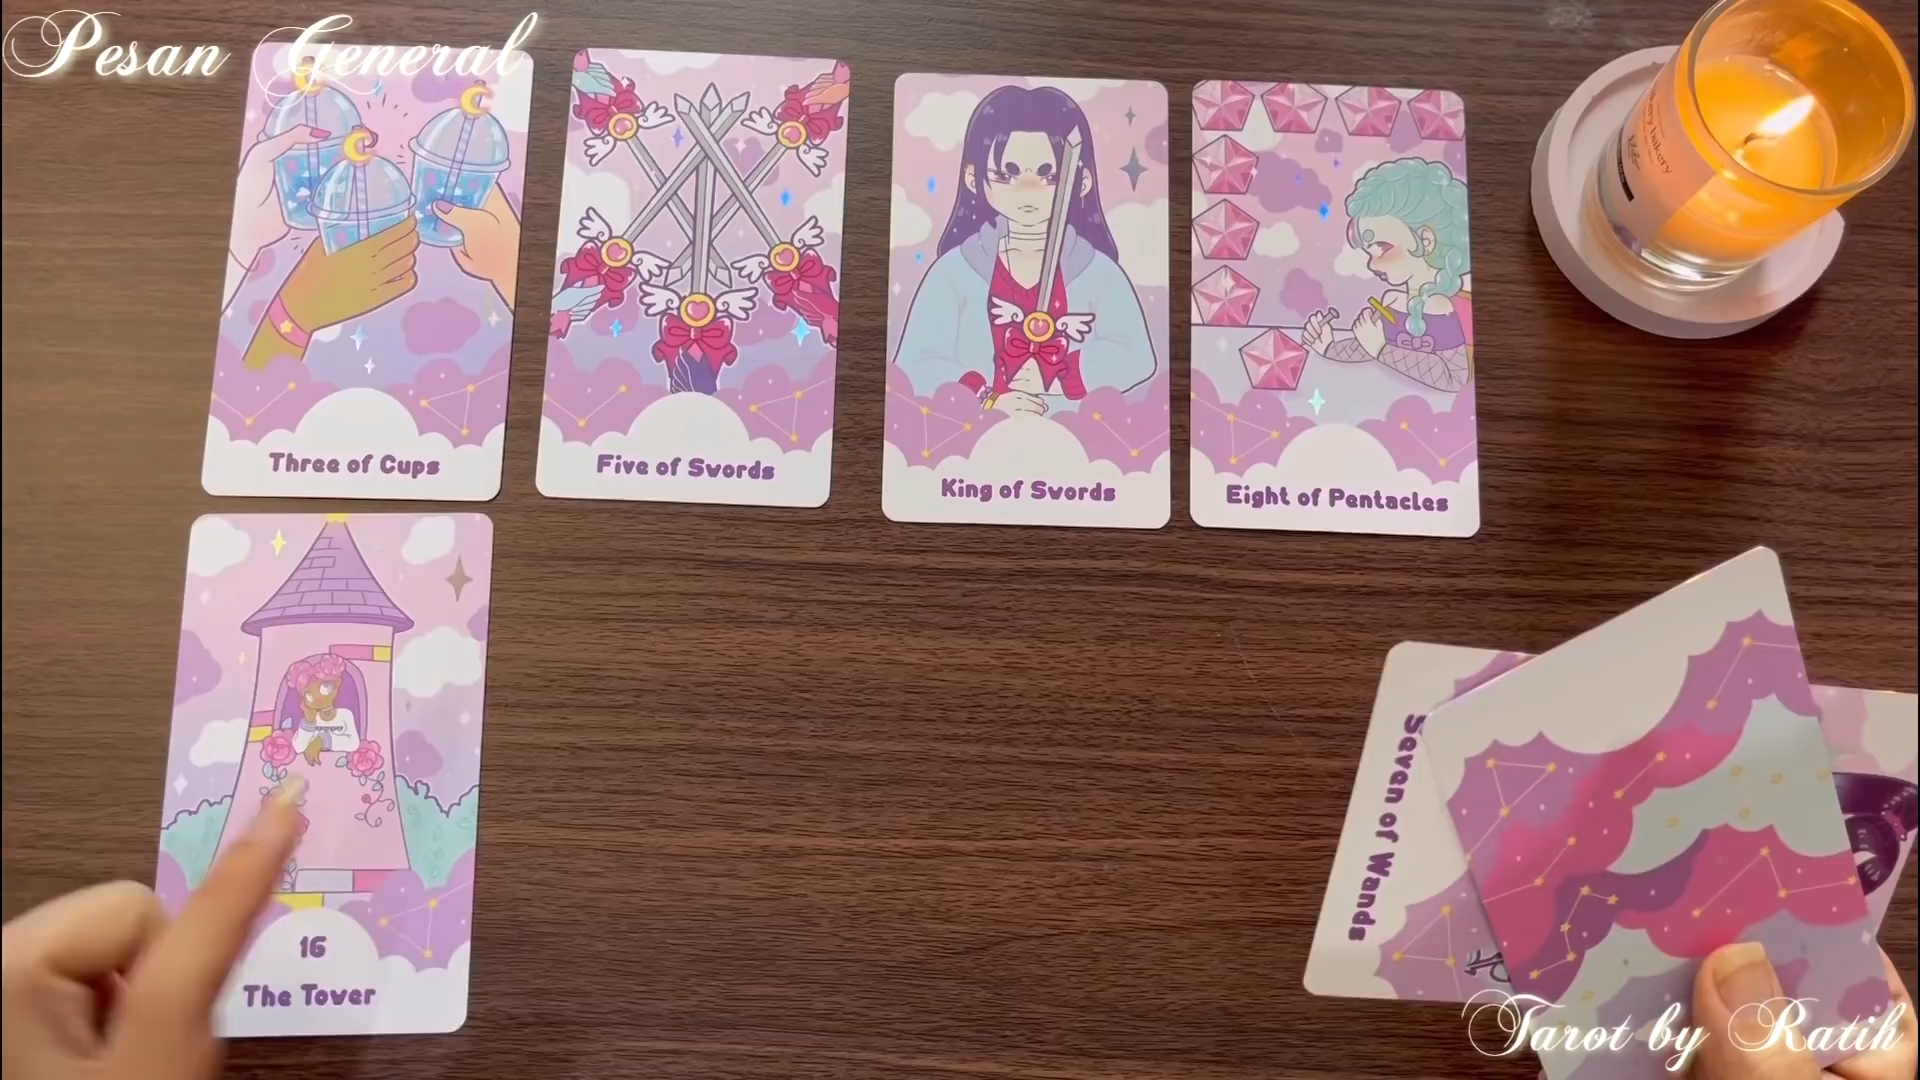 Pesan General
Three of Cups
Five of Swords
King of Swords
Eight of Pentacles
16
The Tower
Seven of Wands
Tarot by Ratih